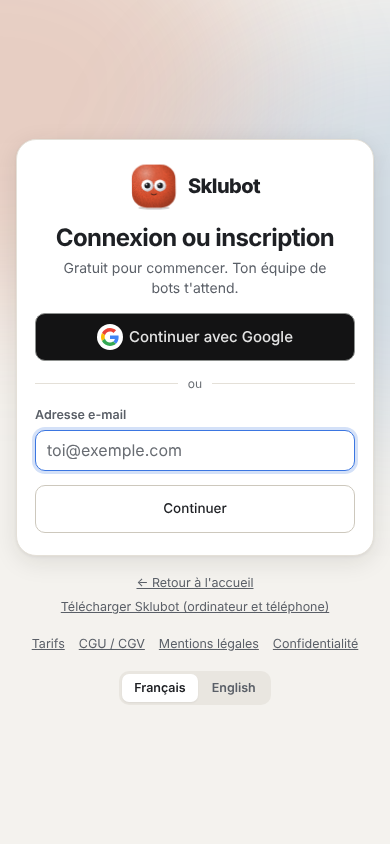 Sklubot
Connexion ou inscription
Gratuit pour commencer. Ton équipe de
bots t'attend.
Continuer avec Google
ou
Adresse e-mail
toi@exemple.com
Continuer
← Retour à l'accueil
Télécharger Sklubot (ordinateur et téléphone)
Tarifs CGU / CGV Mentions légales Confidentialité
Français English